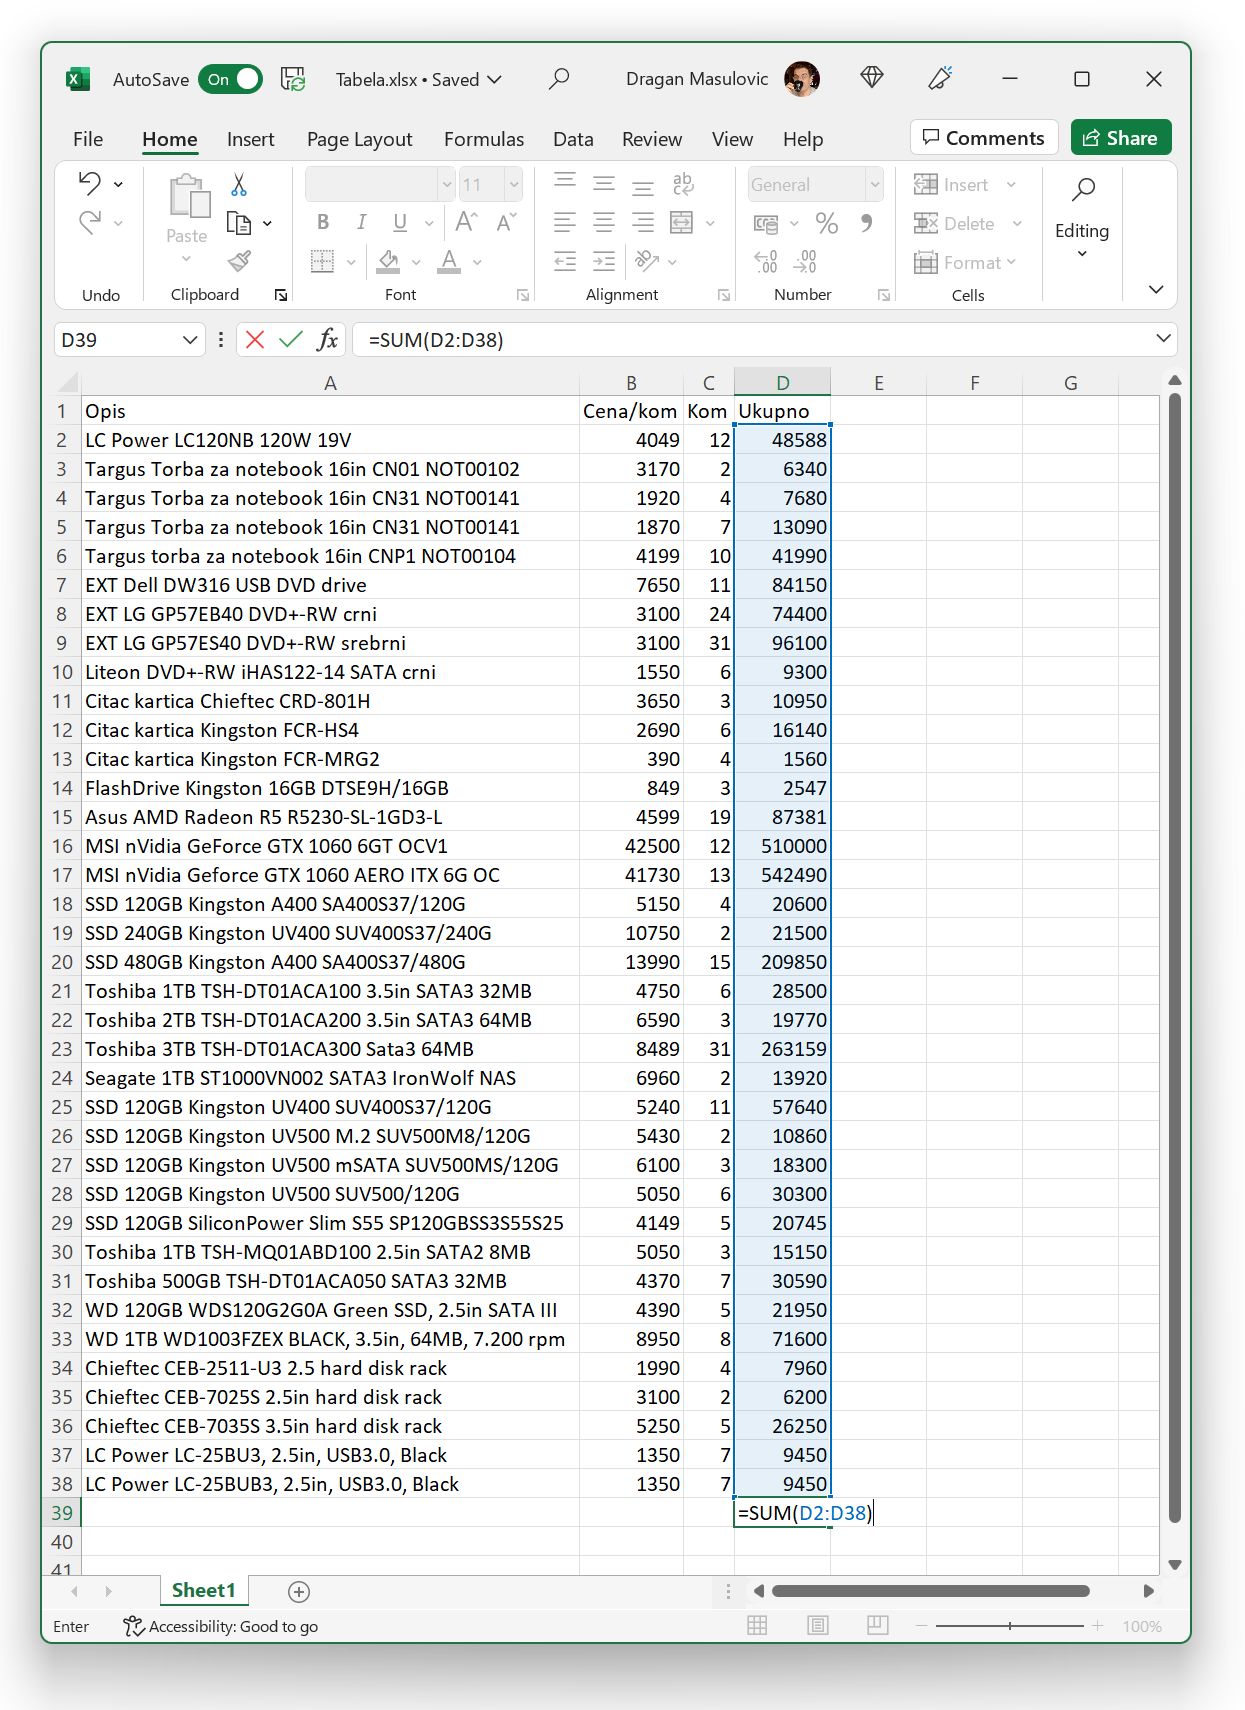 AutoSave On Tabela.xlsx • Saved Dragan Masulovic
File Home Insert Page Layout Formulas Data Review View Help Comments Share
11 ab General Insert
Paste B I U A A % Delete Editing
A Format
Undo Clipboard Font Alignment Number Cells
D39 fx =SUM(D2:D38)
A B C D E F G
1 Opis Cena/kom Kom Ukupno
2 LC Power LC120NB 120W 19V 4049 12 48588
3 Targus Torba za notebook 16in CN01 NOT00102 3170 2 6340
4 Targus Torba za notebook 16in CN31 NOT00141 1920 4 7680
5 Targus Torba za notebook 16in CN31 NOT00141 1870 7 13090
6 Targus torba za notebook 16in CNP1 NOT00104 4199 10 41990
7 EXT Dell DW316 USB DVD drive 7650 11 84150
8 EXT LG GP57EB40 DVD+-RW crni 3100 24 74400
9 EXT LG GP57ES40 DVD+-RW srebrni 3100 31 96100
10 Liteon DVD+-RW iHAS122-14 SATA crni 1550 6 9300
11 Citac kartica Chieftec CRD-801H 3650 3 10950
12 Citac kartica Kingston FCR-HS4 2690 6 16140
13 Citac kartica Kingston FCR-MRG2 390 4 1560
14 FlashDrive Kingston 16GB DTSE9H/16GB 849 3 2547
15 Asus AMD Radeon R5 R5230-SL-1GD3-L 4599 19 87381
16 MSI nVidia GeForce GTX 1060 6GT OCV1 42500 12 510000
17 MSI nVidia Geforce GTX 1060 AERO ITX 6G OC 41730 13 542490
18 SSD 120GB Kingston A400 SA400S37/120G 5150 4 20600
19 SSD 240GB Kingston UV400 SUV400S37/240G 10750 2 21500
20 SSD 480GB Kingston A400 SA400S37/480G 13990 15 209850
21 Toshiba 1TB TSH-DT01ACA100 3.5in SATA3 32MB 4750 6 28500
22 Toshiba 2TB TSH-DT01ACA200 3.5in SATA3 64MB 6590 3 19770
23 Toshiba 3TB TSH-DT01ACA300 Sata3 64MB 8489 31 263159
24 Seagate 1TB ST1000VN002 SATA3 IronWolf NAS 6960 2 13920
25 SSD 120GB Kingston UV400 SUV400S37/120G 5240 11 57640
26 SSD 120GB Kingston UV500 M.2 SUV500M8/120G 5430 2 10860
27 SSD 120GB Kingston UV500 mSATA SUV500MS/120G 6100 3 18300
28 SSD 120GB Kingston UV500 SUV500/120G 5050 6 30300
29 SSD 120GB SiliconPower Slim S55 SP120GBSS3S55S25 4149 5 20745
30 Toshiba 1TB TSH-MQ01ABD100 2.5in SATA2 8MB 5050 3 15150
31 Toshiba 500GB TSH-DT01ACA050 SATA3 32MB 4370 7 30590
32 WD 120GB WDS120G2G0A Green SSD, 2.5in SATA III 4390 5 21950
33 WD 1TB WD1003FZEX BLACK, 3.5in, 64MB, 7.200 rpm 8950 8 71600
34 Chieftec CEB-2511-U3 2.5 hard disk rack 1990 4 7960
35 Chieftec CEB-7025S 2.5in hard disk rack 3100 2 6200
36 Chieftec CEB-7035S 3.5in hard disk rack 5250 5 26250
37 LC Power LC-25BU3, 2.5in, USB3.0, Black 1350 7 9450
38 LC Power LC-25BUB3, 2.5in, USB3.0, Black 1350 7 9450
39 =SUM(D2:D38)
40
41
Sheet1
Enter Accessibility: Good to go 100%